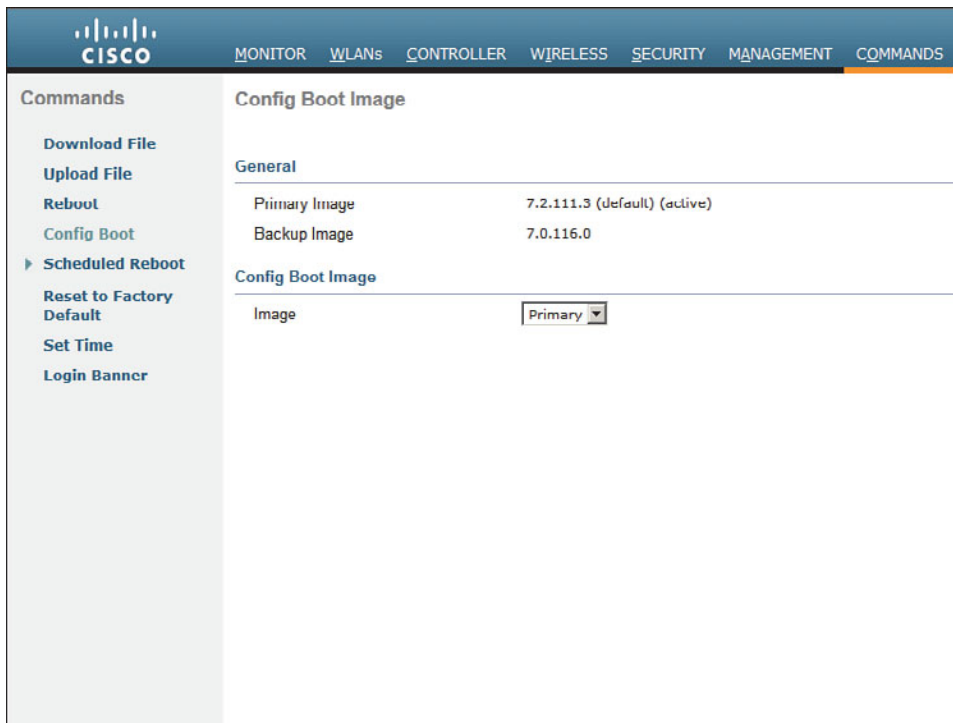 CISCO
MONITOR WLANs CONTROLLER WIRELESS SECURITY MANAGEMENT COMMANDS
Commands
Download File
Upload File
Reboot
Config Boot
Scheduled Reboot
Reset to Factory
Default
Set Time
Login Banner
Config Boot Image
General
Primary Image 7.2.111.3 (default) (active)
Backup Image 7.0.116.0
Config Boot Image
Image Primary